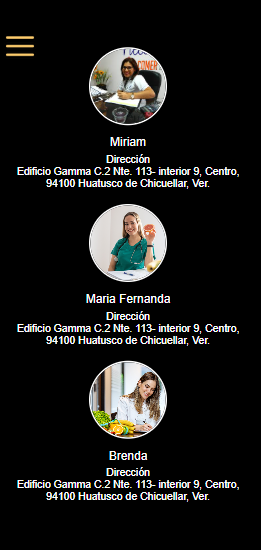 COMER
Miriam
Dirección
Edificio Gamma C.2 Nte. 113- interior 9, Centro,
94100 Huatusco de Chicuellar, Ver.
Maria Fernanda
Dirección
Edificio Gamma C.2 Nte. 113- interior 9, Centro,
94100 Huatusco de Chicuellar, Ver.
Brenda
Dirección
Edificio Gamma C.2 Nte. 113- interior 9, Centro,
94100 Huatusco de Chicuellar, Ver.